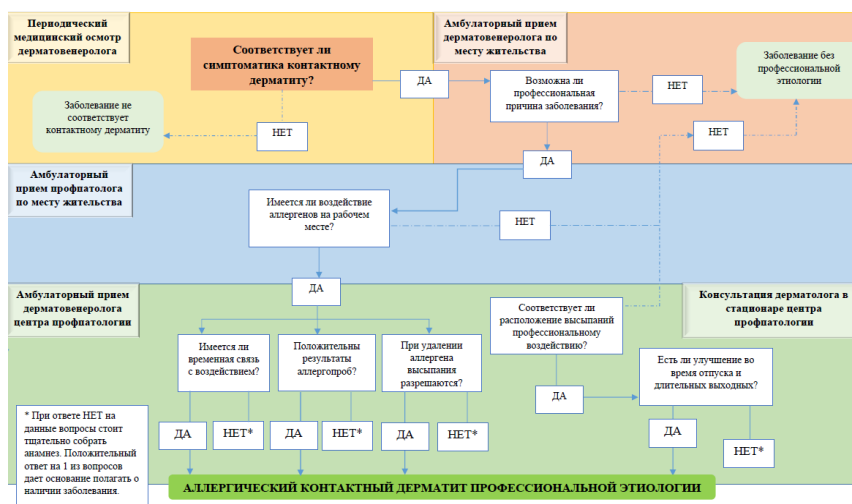 Периодический
медицинский осмотр
дерматовенеролога
Соответствует ли
симптоматика контактному
дерматиту?
Амбулаторный прием
дерматовенеролога по
месту жительства
Заболевание без
профессиональной
этиологии
ДА
Возможна ли
профессиональная
причина заболевания?
НЕТ
Заболевание не
соответствует
контактному дерматиту
НЕТ
НЕТ
ДА
Амбулаторный
прием профпатолога
по месту жительства
Имеется ли воздействие
аллергенов на рабочем
месте?
НЕТ
ДА
Амбулаторный прием
дерматовенеролога
центра профпатологии
Соответствует ли
расположение высыпаний
профессиональному
воздействию?
Консультация дерматолога в
стационаре центра
профпатологии
Имеется ли
временная связь
с воздействием?
Положительны
результаты
аллергопроб?
При удалении
аллергена
высыпания
разрешаются?
Есть ли улучшение во
время отпуска и
длительных выходных?
ДА
* При ответе НЕТ на
данные вопросы стоит
тщательно собрать
анамнез. Положительный
ответ на 1 из вопросов
дает основание полагать о
наличии заболевания.
ДА
НЕТ*
ДА
НЕТ*
ДА
НЕТ*
ДА
НЕТ*
АЛЛЕРГИЧЕСКИЙ КОНТАКТНЫЙ ДЕРМАТИТ ПРОФЕССИОНАЛЬНОЙ ЭТИОЛОГИИ